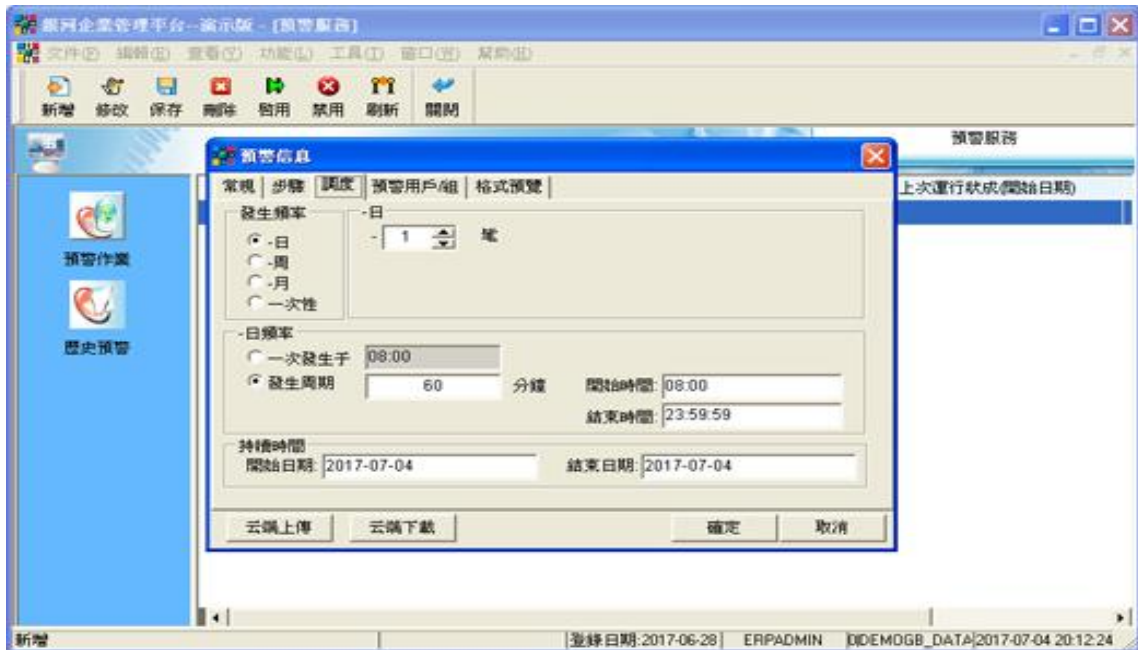 銀河企業管理平台--演示版 - [預警服務]
文件(F) 編輯(E) 查看(V) 功能(L) 工具(T) 窗口(W) 幫助(H)
新增 修改 保存 刪除 啓用 禁用 刷新 關閉
預警服務
預警信息
常規 步驟 調度 預警用戶/組 格式預覽
上次運行狀成(開始日期)
發生頻率
-日
-日
- 1
-周
-月
一次性
預警作業
歷史預警
-日頻率
一次發生于 08:00
發生周期 60 分鐘 開始時間: 08:00
結束時間: 23:59:59
持續時間
開始日期: 2017-07-04 結束日期: 2017-07-04
云端上傳 云端下載 確定 取消
新增 登錄日期:2017-06-28 ERPADMIN DEMOGB_DATA 2017-07-04 20:12:24